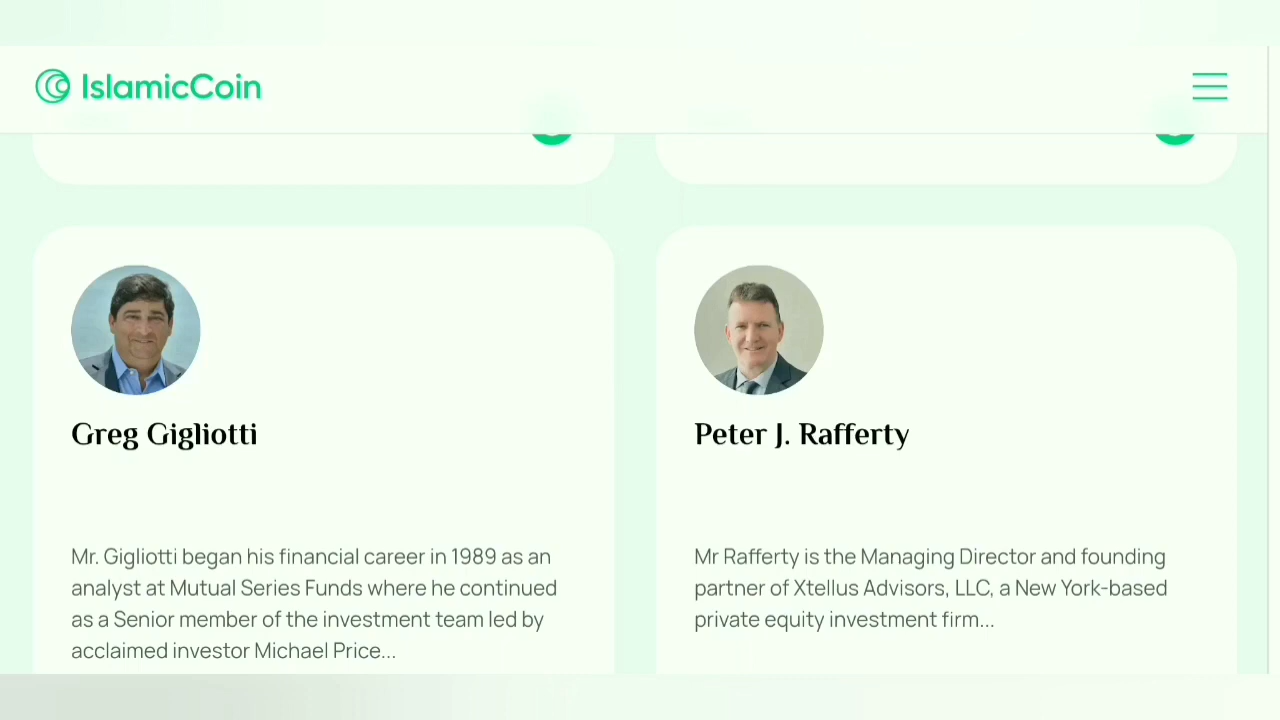 IslamicCoin
Greg Gigliotti
Mr. Gigliotti began his financial career in 1989 as an
analyst at Mutual Series Funds where he continued
as a Senior member of the investment team led by
acclaimed investor Michael Price...
Peter J. Rafferty
Mr Rafferty is the Managing Director and founding
partner of Xtellus Advisors, LLC, a New York-based
private equity investment firm...